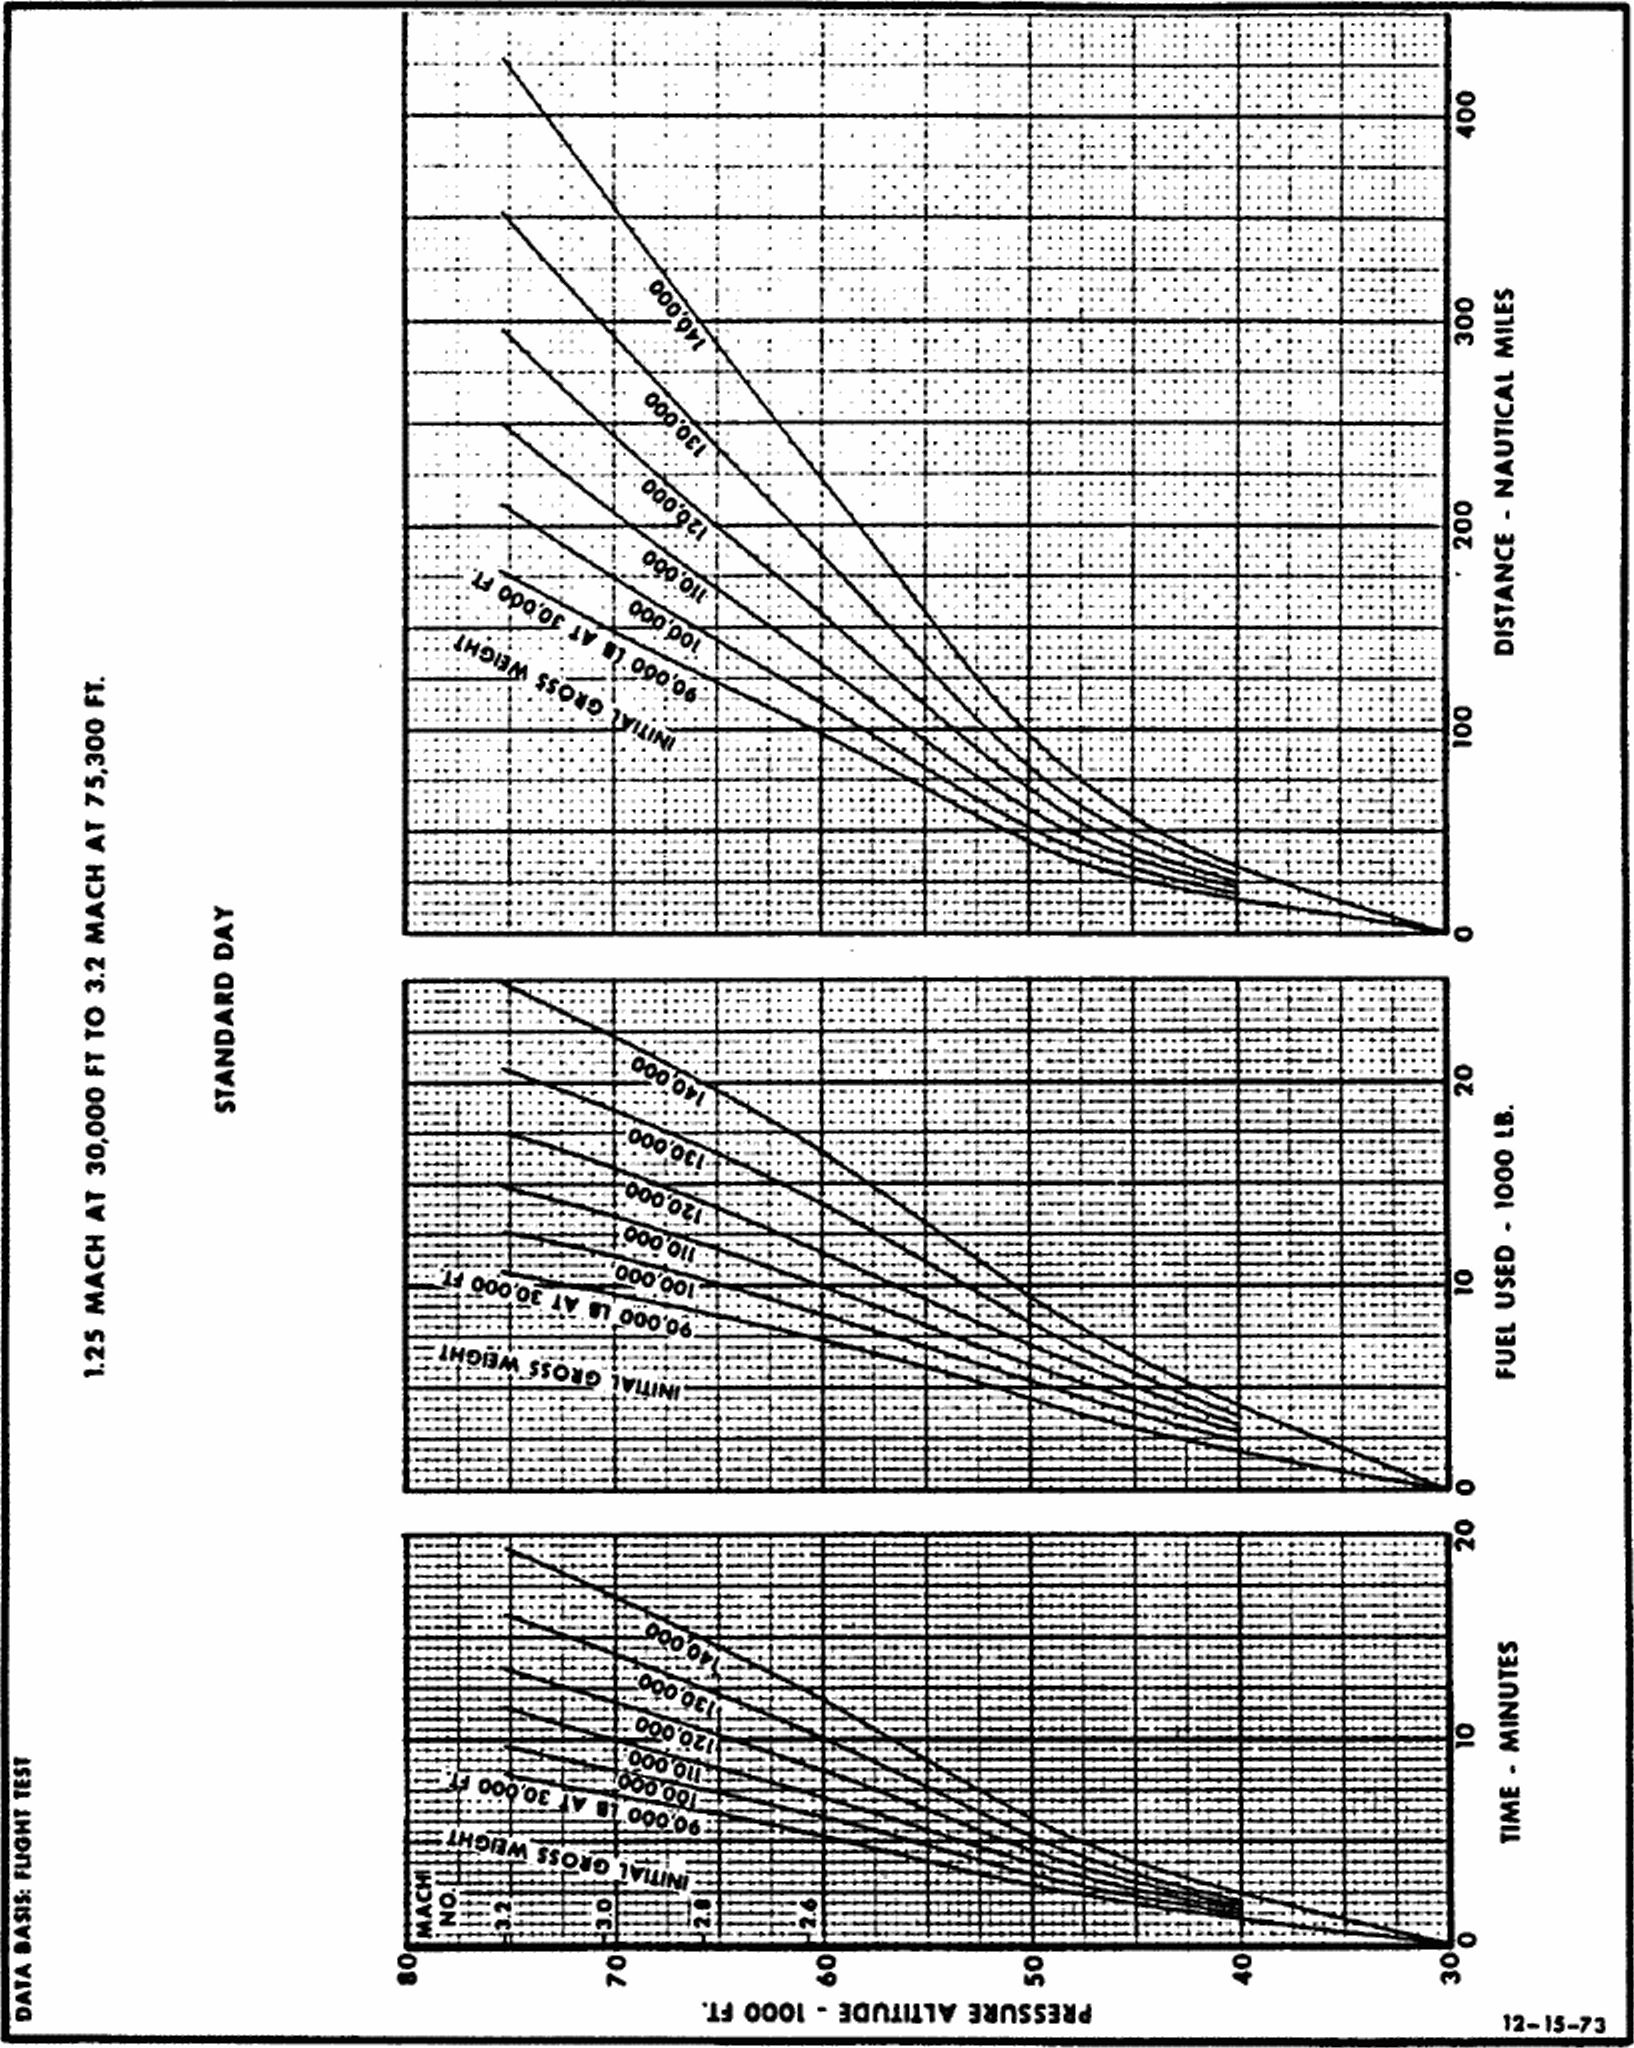 DATA BASIS: FLIGHT TEST
1.25 MACH AT 30,000 FT TO 3.2 MACH AT 75,300 FT.
STANDARD DAY
PRESSURE ALTITUDE - 1000 FT.
80
70
60
50
40
30
MACH
NO.
3.2
3.0
2.8
2.6
INITIAL GROSS WEIGHT
90,000 LB AT 30,000 FT.
100,000
110,000
120,000
130,000
140,000
0
10
20
TIME - MINUTES
INITIAL GROSS WEIGHT
90,000 LB AT 30,000 FT.
100,000
110,000
120,000
130,000
140,000
0
10
20
FUEL USED - 1000 LB.
INITIAL GROSS WEIGHT
90,000 LB AT 30,000 FT.
100,000
110,000
120,000
130,000
140,000
0
100
200
300
400
DISTANCE - NAUTICAL MILES
12-15-73